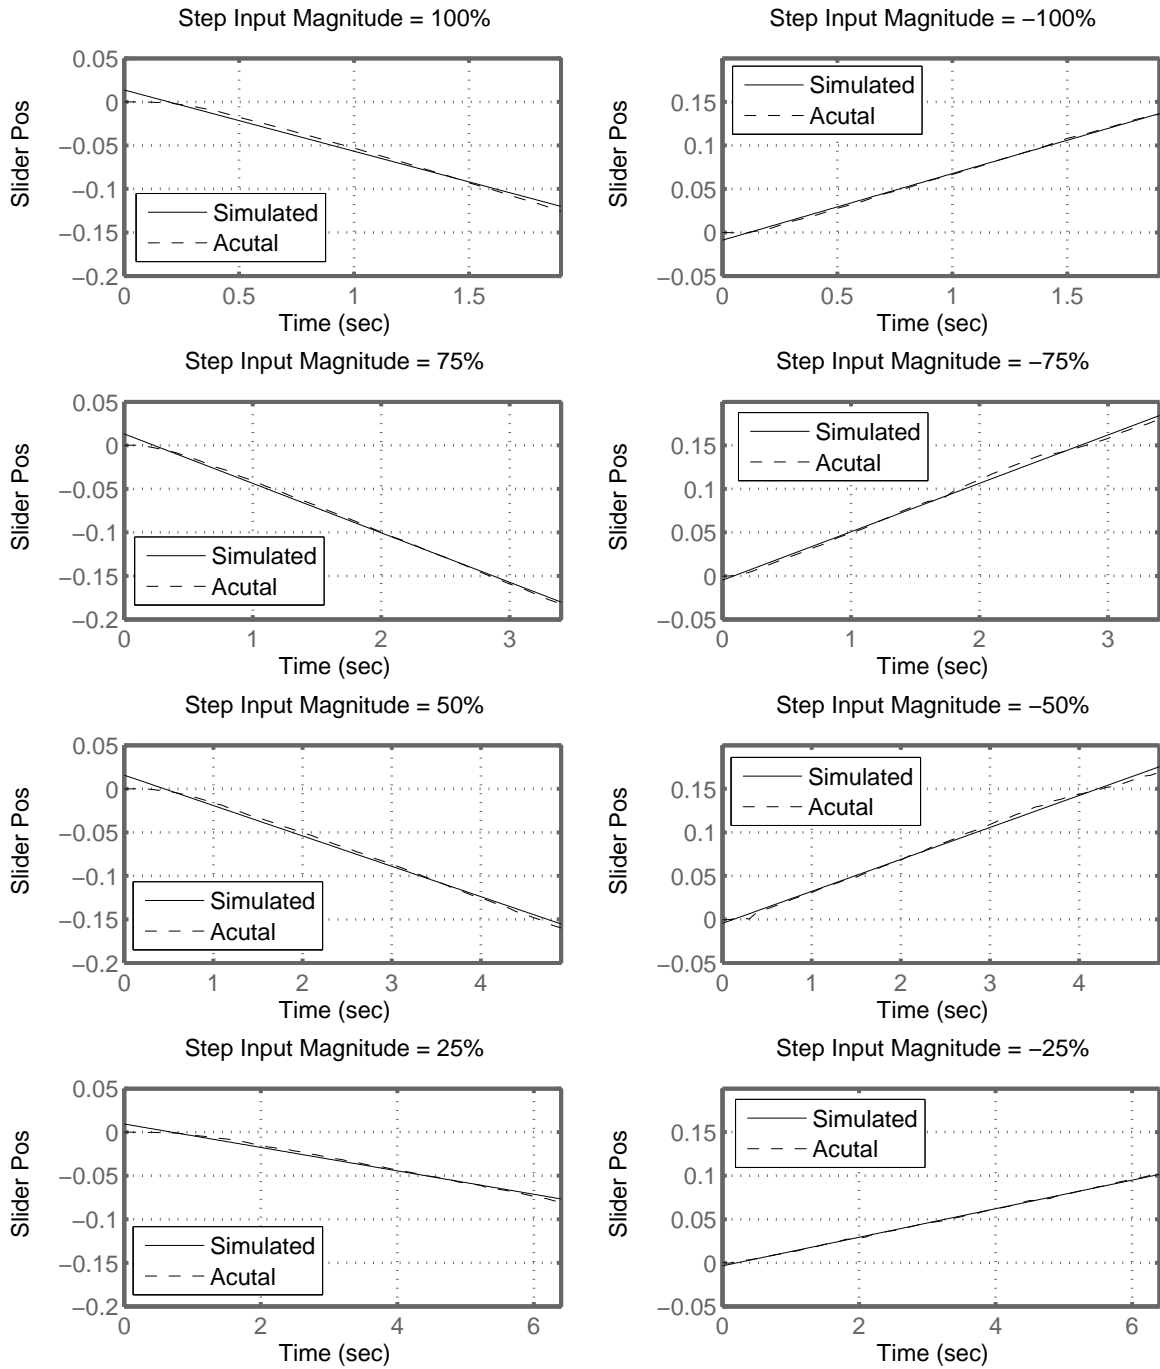 Step Input Magnitude = 100%
0.05
0
−0.05
−0.1
−0.15
−0.2
Slider Pos
Simulated
Acutal
0 0.5 1 1.5
Time (sec)
Step Input Magnitude = −100%
0.15
0.1
0.05
0
−0.05
Slider Pos
Simulated
Acutal
0 0.5 1 1.5
Time (sec)
Step Input Magnitude = 75%
0.05
0
−0.05
−0.1
−0.15
−0.2
Slider Pos
Simulated
Acutal
0 1 2 3
Time (sec)
Step Input Magnitude = −75%
0.15
0.1
0.05
0
−0.05
Slider Pos
Simulated
Acutal
0 1 2 3
Time (sec)
Step Input Magnitude = 50%
0.05
0
−0.05
−0.1
−0.15
−0.2
Slider Pos
Simulated
Acutal
0 1 2 3 4
Time (sec)
Step Input Magnitude = −50%
0.15
0.1
0.05
0
−0.05
Slider Pos
Simulated
Acutal
0 1 2 3 4
Time (sec)
Step Input Magnitude = 25%
0.05
0
−0.05
−0.1
−0.15
−0.2
Slider Pos
Simulated
Acutal
0 2 4 6
Time (sec)
Step Input Magnitude = −25%
0.15
0.1
0.05
0
−0.05
Slider Pos
Simulated
Acutal
0 2 4 6
Time (sec)